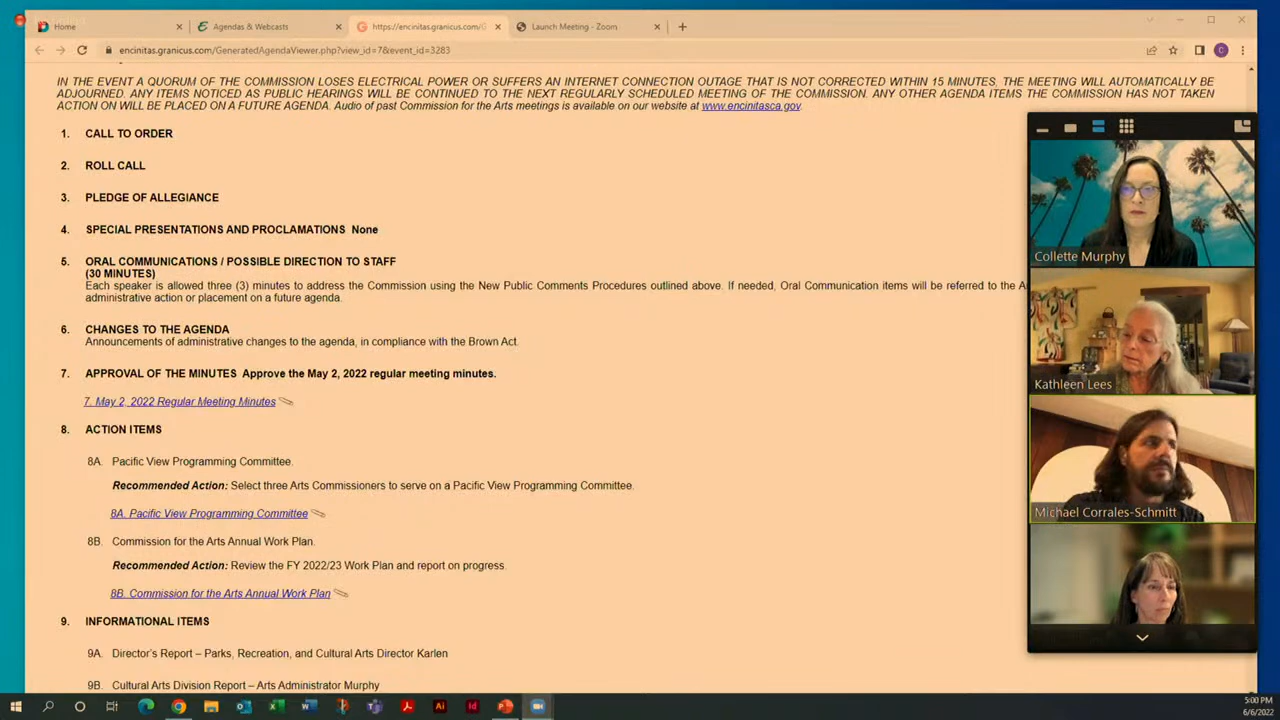 Home
Agendas & Webcasts
https://encinitas.granicus.com/G
Launch Meeting - Zoom
encinitas.granicus.com/GeneratedAgendaViewer.php?view_id=7&event_id=3283
C
IN THE EVENT A QUORUM OF THE COMMISSION LOSES ELECTRICAL POWER OR SUFFERS AN INTERNET CONNECTION OUTAGE THAT IS NOT CORRECTED WITHIN 15 MINUTES, THE MEETING WILL AUTOMATICALLY BE
ADJOURNED. ANY ITEMS NOTICED AS PUBLIC HEARINGS WILL BE CONTINUED TO THE NEXT REGULARLY SCHEDULED MEETING OF THE COMMISSION. ANY OTHER AGENDA ITEMS THE COMMISSION HAS NOT TAKEN
ACTION ON WILL BE PLACED ON A FUTURE AGENDA. Audio of past Commission for the Arts meetings is available on our website at www.encinitasca.gov.
1. CALL TO ORDER
2. ROLL CALL
3. PLEDGE OF ALLEGIANCE
4. SPECIAL PRESENTATIONS AND PROCLAMATIONS None
5. ORAL COMMUNICATIONS / POSSIBLE DIRECTION TO STAFF
(30 MINUTES)
Each speaker is allowed three (3) minutes to address the Commission using the New Public Comments Procedures outlined above. If needed, Oral Communication items will be referred to the
administrative action or placement on a future agenda.
6. CHANGES TO THE AGENDA
Announcements of administrative changes to the agenda, in compliance with the Brown Act.
7. APPROVAL OF THE MINUTES Approve the May 2, 2022 regular meeting minutes.
7. May 2, 2022 Regular Meeting Minutes
8. ACTION ITEMS
8A. Pacific View Programming Committee.
Recommended Action: Select three Arts Commissioners to serve on a Pacific View Programming Committee.
8A. Pacific View Programming Committee
8B. Commission for the Arts Annual Work Plan.
Recommended Action: Review the FY 2022/23 Work Plan and report on progress.
8B. Commission for the Arts Annual Work Plan
9. INFORMATIONAL ITEMS
9A. Director's Report – Parks, Recreation, and Cultural Arts Director Karlen
9B. Cultural Arts Division Report – Arts Administrator Murphy
Collette Murphy
Kathleen Lees
Michael Corrales-Schmitt
Ai
Id
5:00 PM
6/6/2022